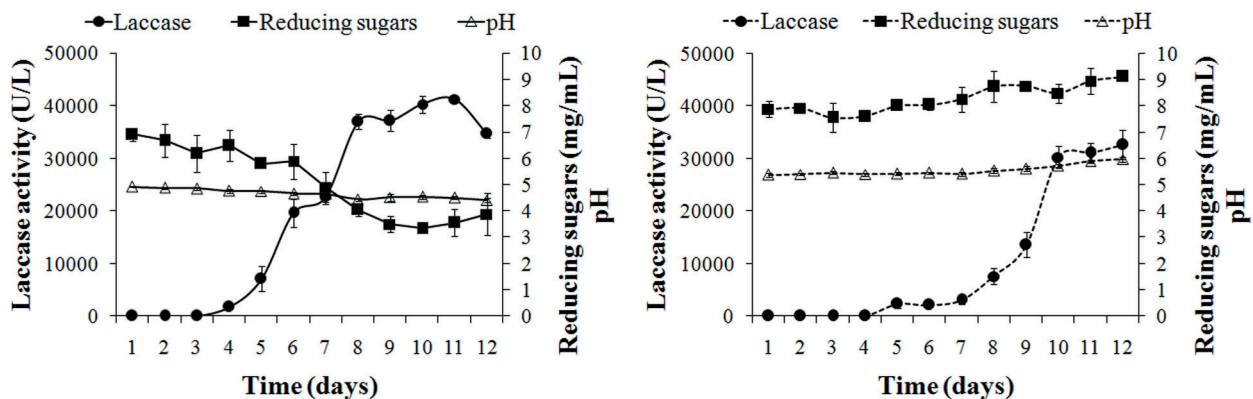 Laccase Reducing sugars pH
50000
40000
30000
20000
10000
0
10
9
8
7
6
5
4
3
2
1
0
1 2 3 4 5 6 7 8 9 10 11 12
Laccase activity (U/L)
Time (days)
Reducing sugars (mg/mL)
pH
Laccase Reducing sugars pH
50000
40000
30000
20000
10000
0
10
9
8
7
6
5
4
3
2
1
0
1 2 3 4 5 6 7 8 9 10 11 12
Laccase activity (U/L)
Time (days)
Reducing sugars (mg/mL)
pH